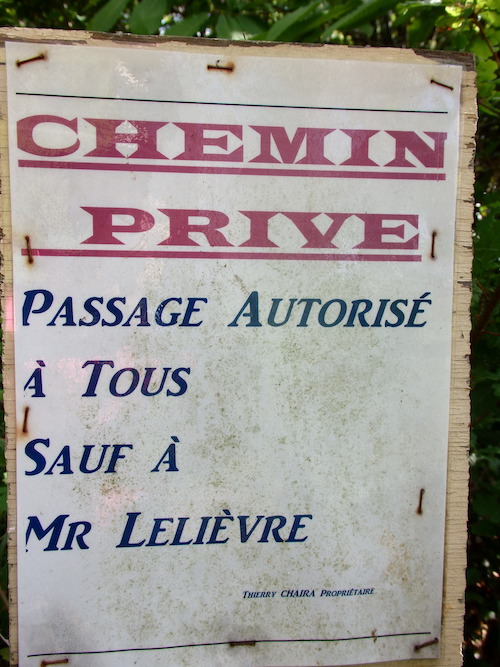 CHEMIN
PRIVE
PASSAGE AUTORISÉ
À TOUS
SAUF À
MR LELIÈVRE
THIERRY CHAIRA PROPRIÉTAIRE